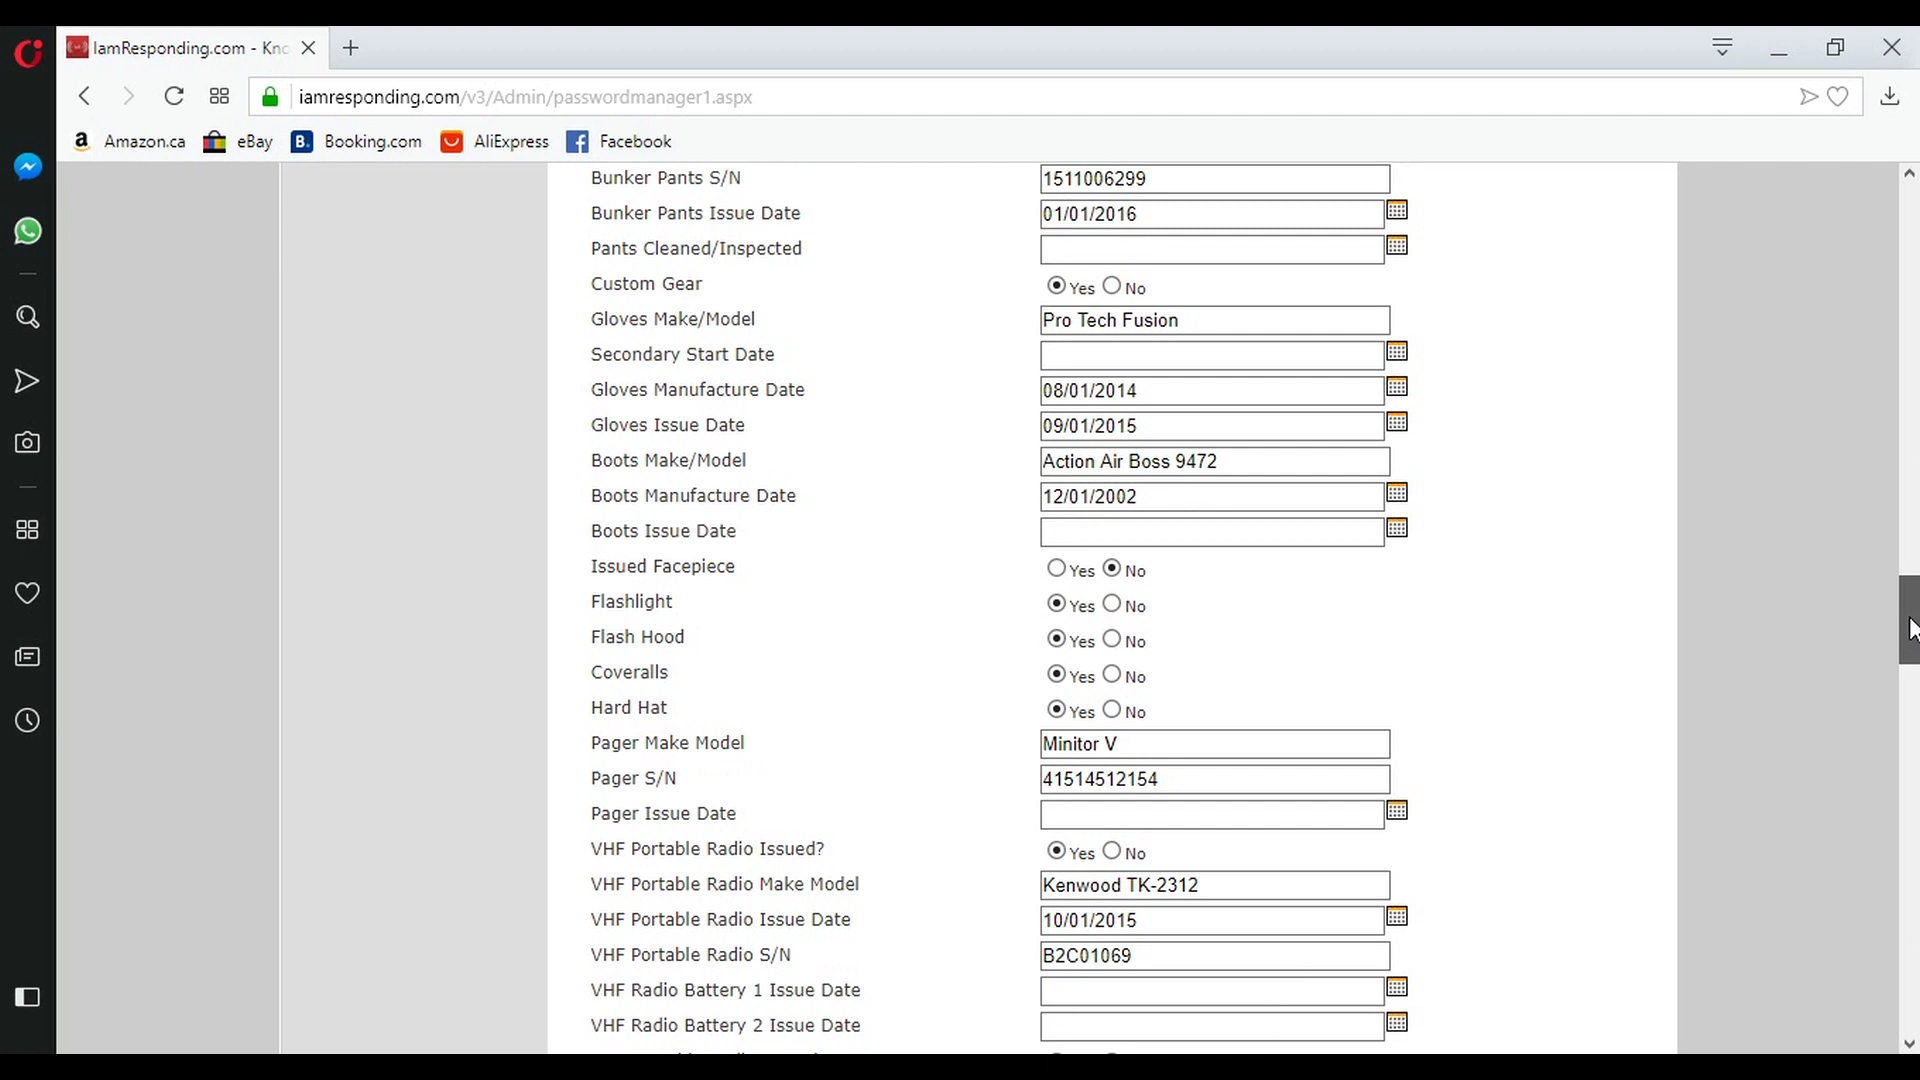 IamResponding.com - Kno
iamresponding.com/v3/Admin/passwordmanager1.aspx
Amazon.ca eBay Booking.com AliExpress Facebook
Bunker Pants S/N 1511006299
Bunker Pants Issue Date 01/01/2016
Pants Cleaned/Inspected
Custom Gear Yes No
Gloves Make/Model Pro Tech Fusion
Secondary Start Date
Gloves Manufacture Date 08/01/2014
Gloves Issue Date 09/01/2015
Boots Make/Model Action Air Boss 9472
Boots Manufacture Date 12/01/2002
Boots Issue Date
Issued Facepiece Yes No
Flashlight Yes No
Flash Hood Yes No
Coveralls Yes No
Hard Hat Yes No
Pager Make Model Minitor V
Pager S/N 41514512154
Pager Issue Date
VHF Portable Radio Issued? Yes No
VHF Portable Radio Make Model Kenwood TK-2312
VHF Portable Radio Issue Date 10/01/2015
VHF Portable Radio S/N B2C01069
VHF Radio Battery 1 Issue Date
VHF Radio Battery 2 Issue Date